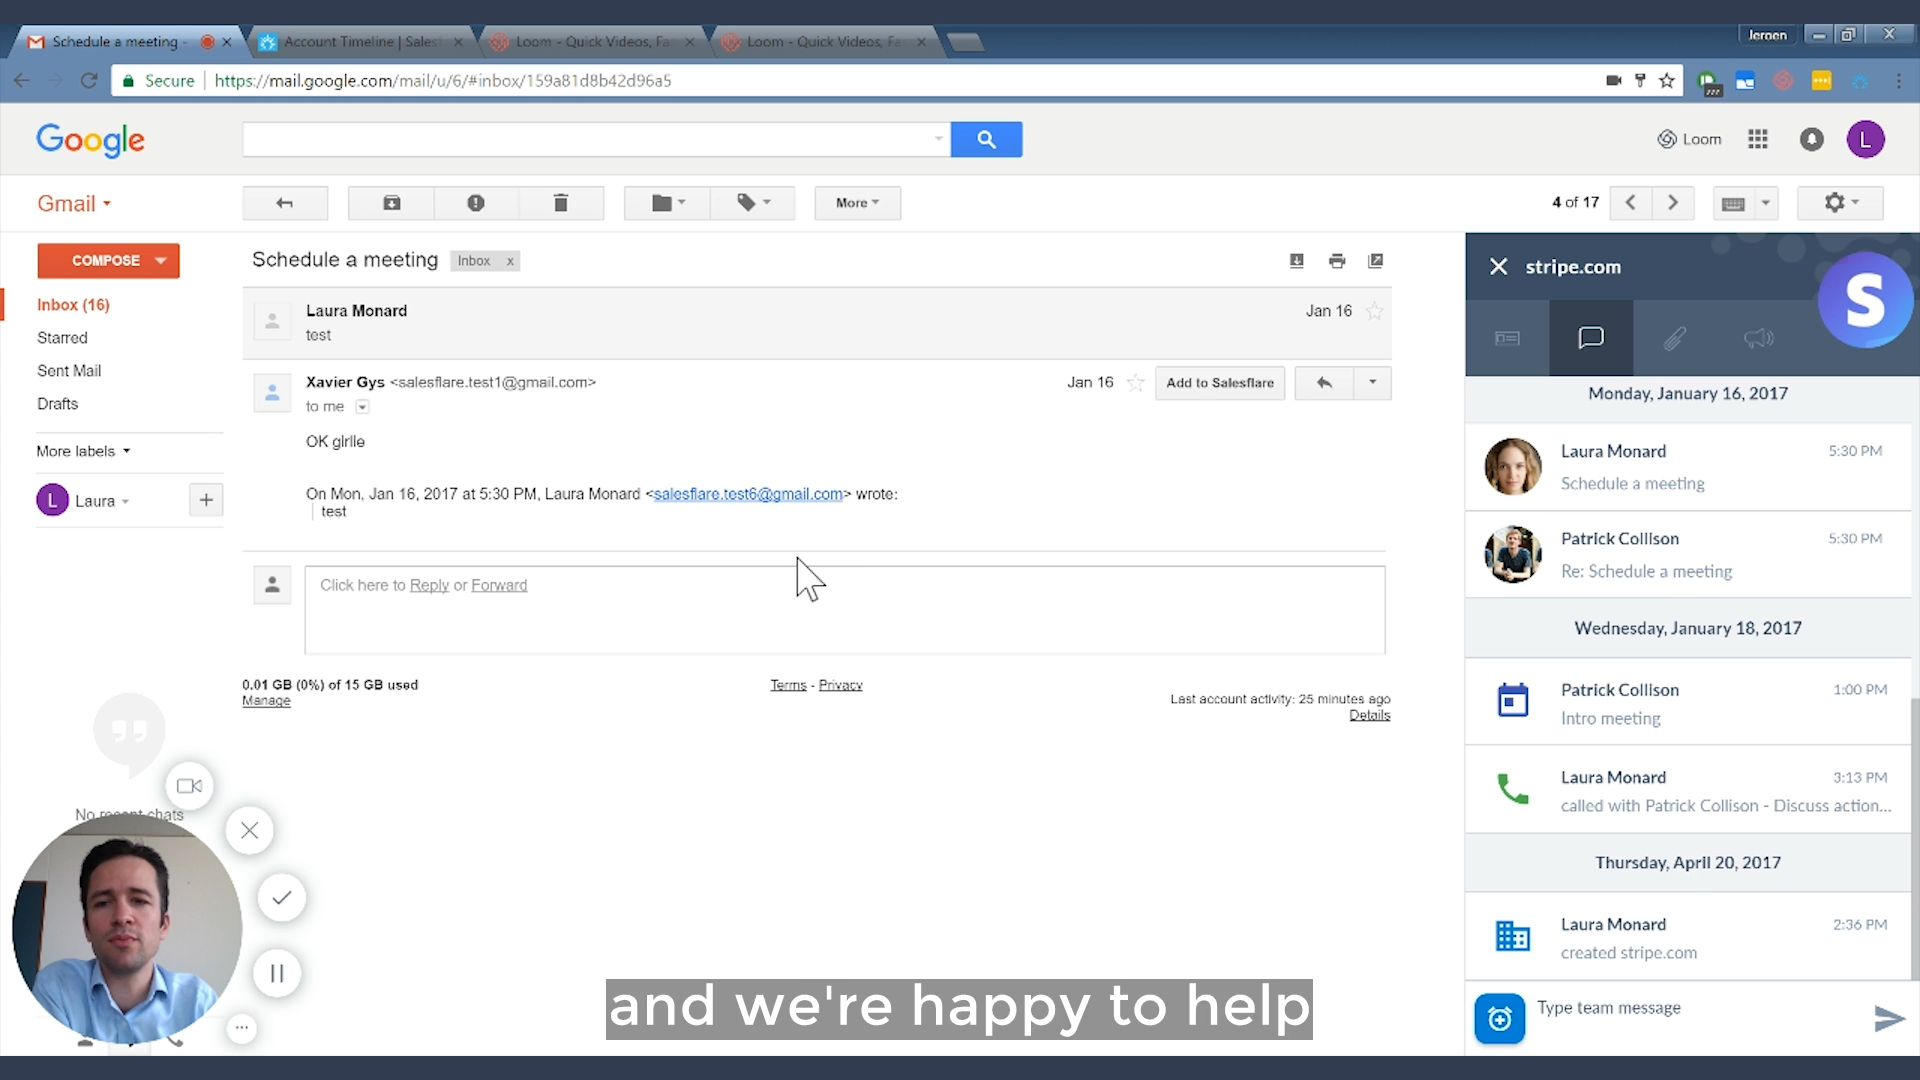 Schedule a meeting -
Account Timeline | Sales
Loom - Quick Videos, Fa
Loom - Quick Videos, Fa
Jeroen
Secure
https://mail.google.com/mail/u/6/#inbox/159a81d8b42d96a5
Google
Loom
L
Gmail
More
4 of 17
COMPOSE
Inbox (16)
Starred
Sent Mail
Drafts
More labels
L
Laura
No recent chats
Schedule a meeting
Inbox x
Laura Monard
Jan 16
test
Xavier Gys <salesflare.test1@gmail.com>
Jan 16
Add to Salesflare
to me
OK girlle
On Mon, Jan 16, 2017 at 5:30 PM, Laura Monard <salesflare.test6@gmail.com> wrote:
test
Click here to Reply or Forward
0.01 GB (0%) of 15 GB used
Manage
Terms - Privacy
Last account activity: 25 minutes ago
Details
stripe.com
S
Monday, January 16, 2017
Laura Monard
5:30 PM
Schedule a meeting
Patrick Collison
5:30 PM
Re: Schedule a meeting
Wednesday, January 18, 2017
Patrick Collison
1:00 PM
Intro meeting
Laura Monard
3:13 PM
called with Patrick Collison - Discuss action...
Thursday, April 20, 2017
Laura Monard
2:36 PM
created stripe.com
Type team message
and we're happy to help